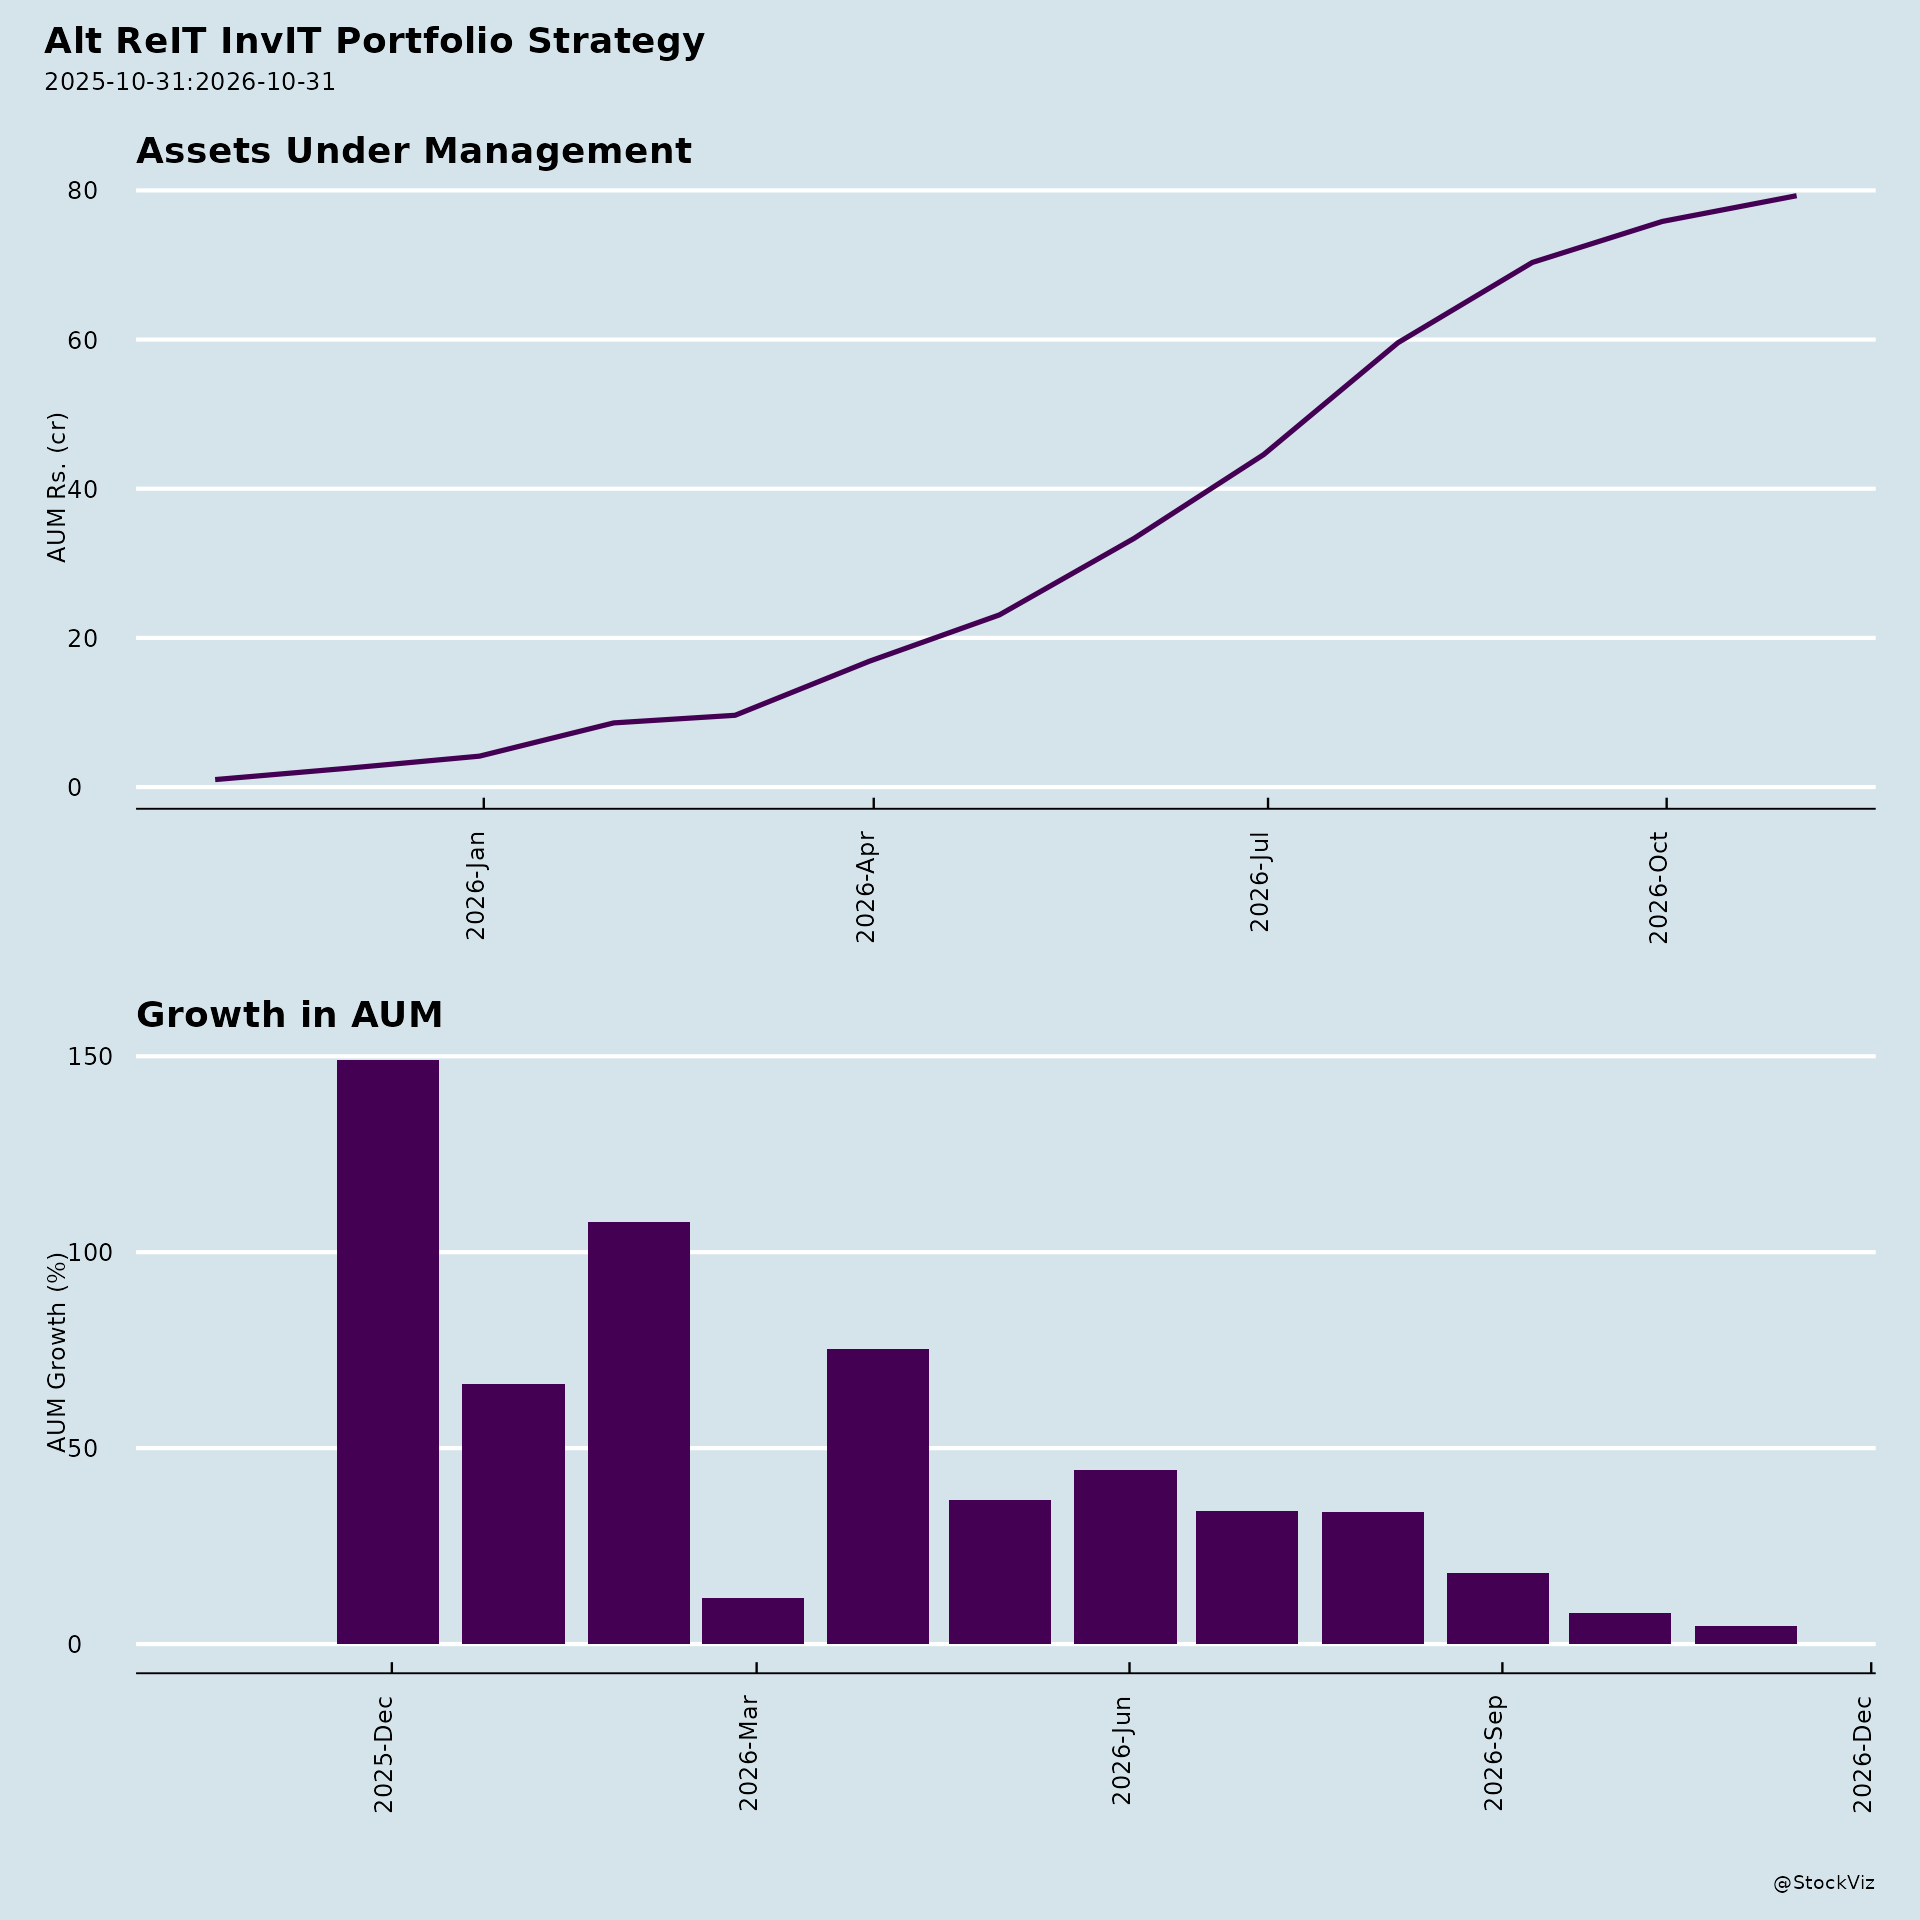 Alt ReIT InvIT Portfolio Strategy
2025-10-31:2026-10-31
Assets Under Management
AUM Rs. (cr)
80
60
40
20
0
2026-Jan
2026-Apr
2026-Jul
2026-Oct
Growth in AUM
AUM Growth (%)
150
100
50
0
2025-Dec
2026-Mar
2026-Jun
2026-Sep
2026-Dec
@StockViz